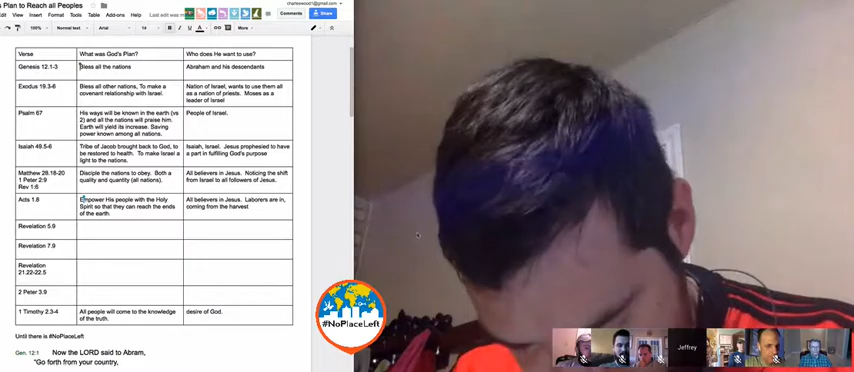 s Plan to Reach all Peoples
charleswood1@gmail.com
View Insert Format Tools Table Add-ons Help Last edit was
Comments
Share
100%
Normal text
Arial
14
B I U A
More
Verse What was God's Plan? Who does He want to use?
Genesis 12.1-3 Bless all the nations Abraham and his descendants
Exodus 19.3-6 Bless all other nations, To make a Nation of Israel, wants to use them all
covenant relationship with Israel. as a nation of priests. Moses as a
leader of Israel
Psalm 67 His ways will be known in the earth (vs People of Israel.
2) and all the nations will praise him.
Earth will yield its increase. Saving
power known among all nations.
Isaiah 49.5-6 Tribe of Jacob brought back to God, to Isaiah, Israel. Jesus prophesied to have
be restored to health. To make Israel a a part in fulfilling God's purpose
light to the nations.
Matthew 28.18-20 Disciple the nations to obey. Both a All believers in Jesus. Noticing the shift
1 Peter 2:9 quality and quantity (all nations). from Israel to all followers of Jesus.
Rev 1:6
Acts 1.8 Empower His people with the Holy All believers in Jesus. Laborers are in,
Spirit so that they can reach the ends coming from the harvest
of the earth.
Revelation 5.9
Revelation 7.9
Revelation
21.22-22.5
2 Peter 3.9
1 Timothy 2.3-4 All people will come to the knowledge desire of God.
of the truth.
Until there is #NoPlaceLeft
Gen. 12:1 Now the LORD said to Abram,
"Go forth from your country,
#NoPlaceLeft
Jeffrey